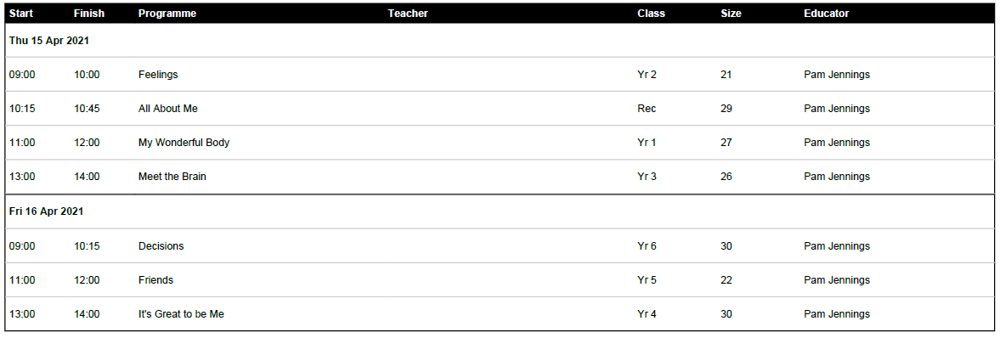 Start Finish Programme Teacher Class Size Educator
Thu 15 Apr 2021
09:00 10:00 Feelings Yr 2 21 Pam Jennings
10:15 10:45 All About Me Rec 29 Pam Jennings
11:00 12:00 My Wonderful Body Yr 1 27 Pam Jennings
13:00 14:00 Meet the Brain Yr 3 26 Pam Jennings
Fri 16 Apr 2021
09:00 10:15 Decisions Yr 6 30 Pam Jennings
11:00 12:00 Friends Yr 5 22 Pam Jennings
13:00 14:00 It's Great to be Me Yr 4 30 Pam Jennings